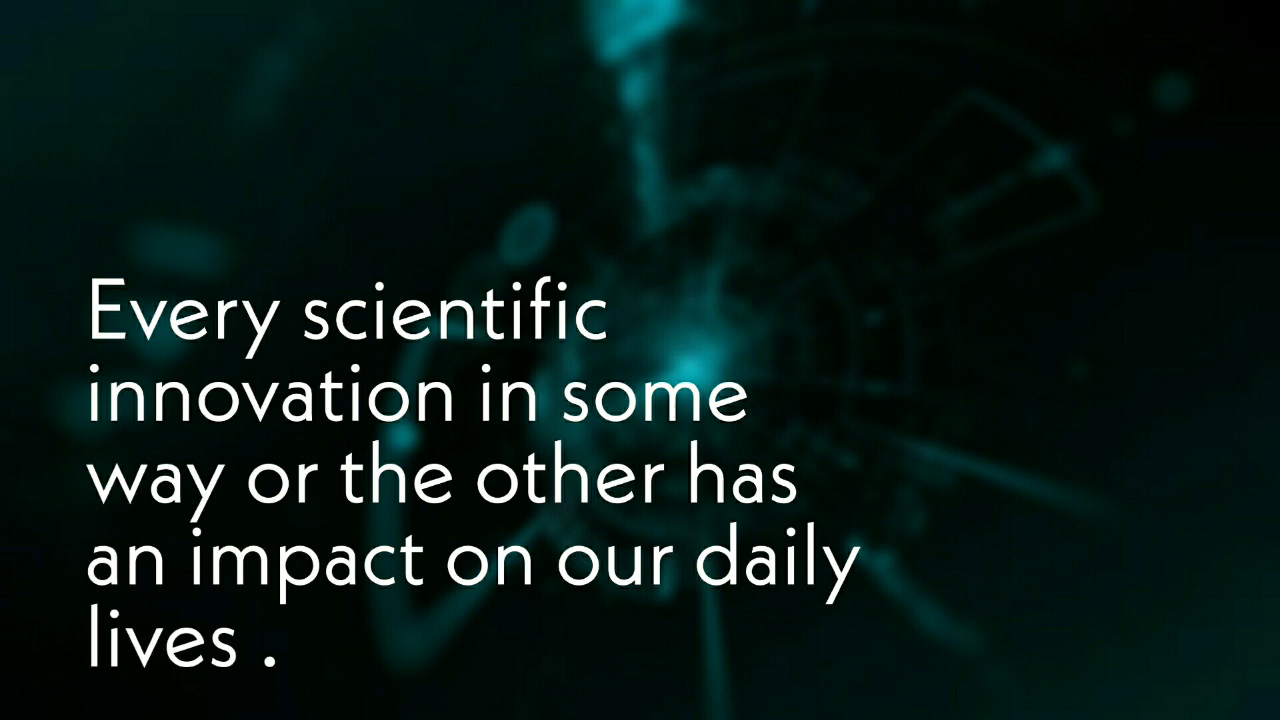 Every scientific
innovation in some
way or the other has
an impact on our daily
lives .